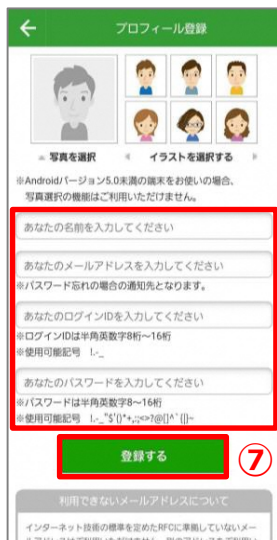 プロフィール登録
写真を選択
イラストを選択する
※Androidバージョン5.0未満の端末をお使いの場合、
写真選択の機能はご利用いただけません。
あなたの名前を入力してください
あなたのメールアドレスを入力してください
※パスワード忘れの場合の通知先となります。
あなたのログインIDを入力してください
※ログインIDは半角英数字8桁〜16桁
※使用可能記号 !.-_
あなたのパスワードを入力してください
※パスワードは半角英数字8〜16桁
※使用可能記号 !.-_"$'()*+,:;<>?@[]^`{|}~
登録する
⑦
利用できないメールアドレスについて
インターネット技術の標準を定めたRFCに準拠していないメー